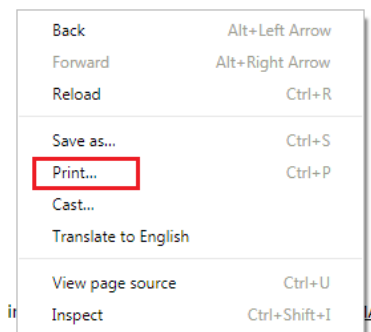 Back Alt+Left Arrow
Forward Alt+Right Arrow
Reload Ctrl+R
Save as... Ctrl+S
Print... Ctrl+P
Cast...
Translate to English
View page source Ctrl+U
Inspect Ctrl+Shift+I